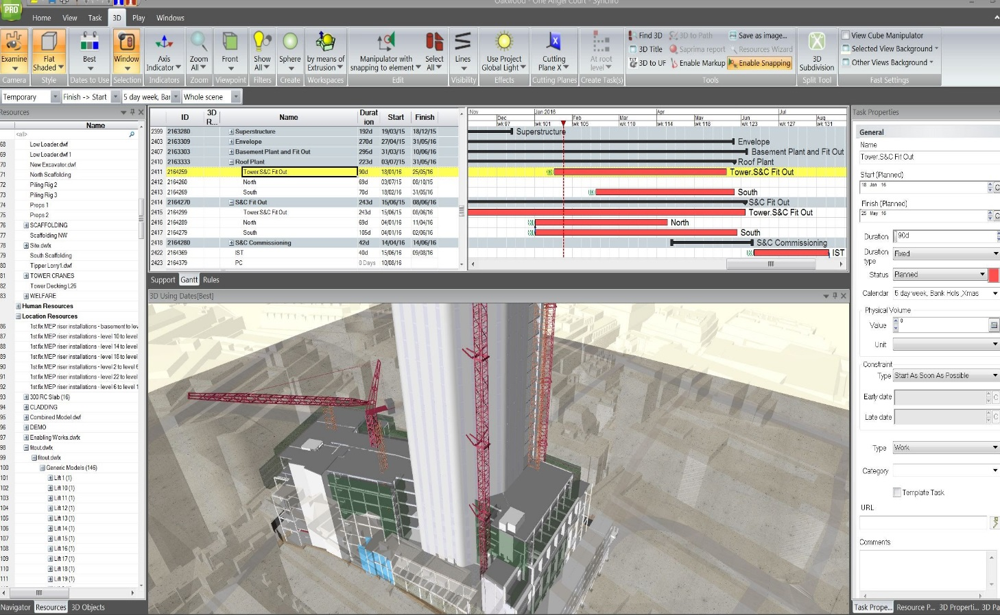 Oakwood - One Angel Court - Synchro
PRO
Home View Task 3D Play Windows
Examine Flat Shaded Best Window Axis Indicator Zoom All Front Show All Sphere by means of Extrusion Manipulator with snapping to element Select All Lines Use Project Global Light Cutting Plane X At root level
Find 3D 3D to Path Save as image...
3D Title Saprima report Resources Wizard
3D to UF Enable Markup Enable Snapping
3D Subdivision
View Cube Manipulator
Selected View Background
Other Views Background
Camera Style Dates to Use Selection Indicators Zoom Viewpoint Filters Create Workspaces Edit Visibility Effects Cutting Planes Create Task(s) Tools Split Tool Fast Settings
Temporary Finish -> Start 5 day week, Ba Whole scene
Resources
Name
<all>
68 Low Loader.dwf
69 Low Loader.dwf 1
70 New Excavator.dwf
71 North Scaffolding
72 Piling Rig 2
73 Piling Rig 3
74 Props 1
75 Props 2
76 SCAFFOLDING
77 Scaffolding NW
78 Site.dwfx
79 South Scaffolding
80 Tipper Lorry1.dwf
81 TOWER CRANES
82 Tower Decking L26
83 WELFARE
Human Resources
Location Resources
86 1st fix MEP riser installations - basement to lev
87 1st fix MEP riser installations - level 10 to level
88 1st fix MEP riser installations - level 14 to level
89 1st fix MEP riser installations - level 18 to level
90 1st fix MEP riser installations - level 2 to level 6
91 1st fix MEP riser installations - level 22 to level
92 1st fix MEP riser installations - level 6 to level 1
93 300 RC Slab (16)
94 CLADDING
95 Combined Model.dwf
96 DEMO
97 Enabling Works.dwfx
98 fitout.dwfx
99 fitout.dwfx
100 Generic Models (146)
101 Lift 1 (1)
102 Lift 10 (1)
103 Lift 11 (1)
104 Lift 12 (1)
105 Lift 13 (1)
106 Lift 14 (1)
107 Lift 15 (1)
108 Lift 16 (1)
109 Lift 17 (1)
110 Lift 18 (1)
111 Lift 19 (1)
Navigator Resources 3D Objects
ID 3D R... Name Durat ion Start Finish
2399 2163280 Superstructure 192d 19/03/15 18/12/15
2403 2163309 Envelope 270d 27/04/15 31/05/16
2407 2163303 Basement Plant and Fit Out 295d 31/03/15 10/06/16
2410 2163333 Roof Plant 223d 03/07/15 31/05/16
2411 2164259 Tower.S&C Fit Out 90d 18/01/16 25/05/16
2412 2164260 North 69d 03/07/15 08/10/15
2413 2164269 South 70d 18/02/16 31/05/16
2414 2164270 S&C Fit Out 243d 15/06/15 08/06/16
2415 2164299 Tower.S&C Fit Out 243d 15/06/15 08/06/16
2416 2164299 North 69d 04/01/16 11/04/16
2417 2164279 South 105d 04/01/16 02/06/16
2418 2164280 S&C Commissioning 42d 14/04/16 14/06/16
2422 2164369 IST 40d 15/06/16 09/08/16
2423 2164379 PC 0 Days 10/08/16
Nov Jan 2016 Apr Jul
Dec Feb Mar May Jun Aug
wk 97 wk 101 wk 105 wk 110 wk 114 wk 118 wk 123 wk 127 wk 131
Superstructure
Envelope
Basement Plant and Fit Out
Roof Plant
Tower.S&C Fit Out
South
S&C Fit Out
Tower.S&C Fit Out
North
South
S&C Commissioning
IST
Support Gantt Rules
3D Using Dates[Best]
Task Properties
General
Name
Tower.S&C Fit Out
Start (Planned)
18 Jan 16
Finish (Planned)
25 May 16
Duration 90d
Duration type Fixed
Status Planned
Calendar 5 day week, Bank Hols ,Xmas
Physical Volume
Value 0
Unit
Constraint
Type Start As Soon As Possible
Early date
Late date
Type Work
Category
Template Task
URL
Comments
Task Prope... Resource P... 3D Properti... 3D Pa